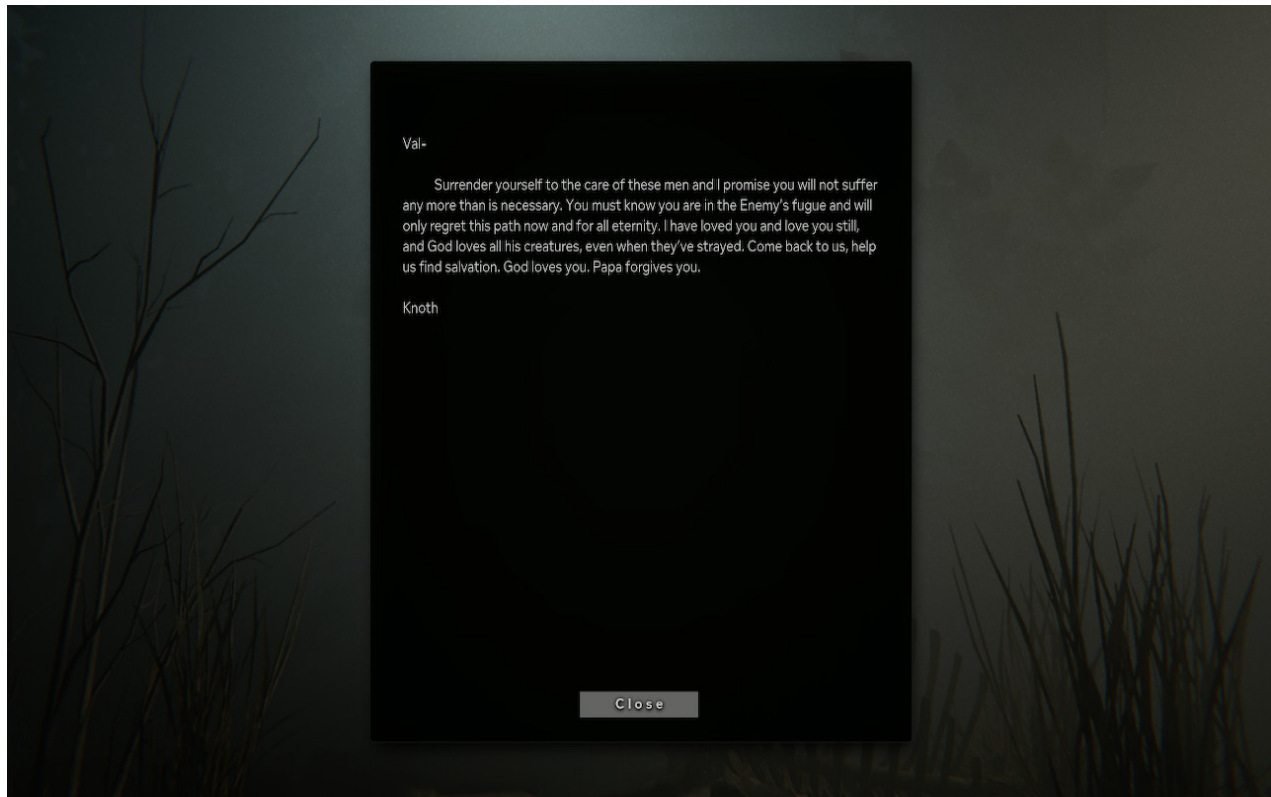 Val-
Surrender yourself to the care of these men and I promise you will not suffer
any more than is necessary. You must know you are in the Enemy's fugue and will
only regret this path now and for all eternity. I have loved you and love you still,
and God loves all his creatures, even when they've strayed. Come back to us, help
us find salvation. God loves you. Papa forgives you.
Knoth
Close